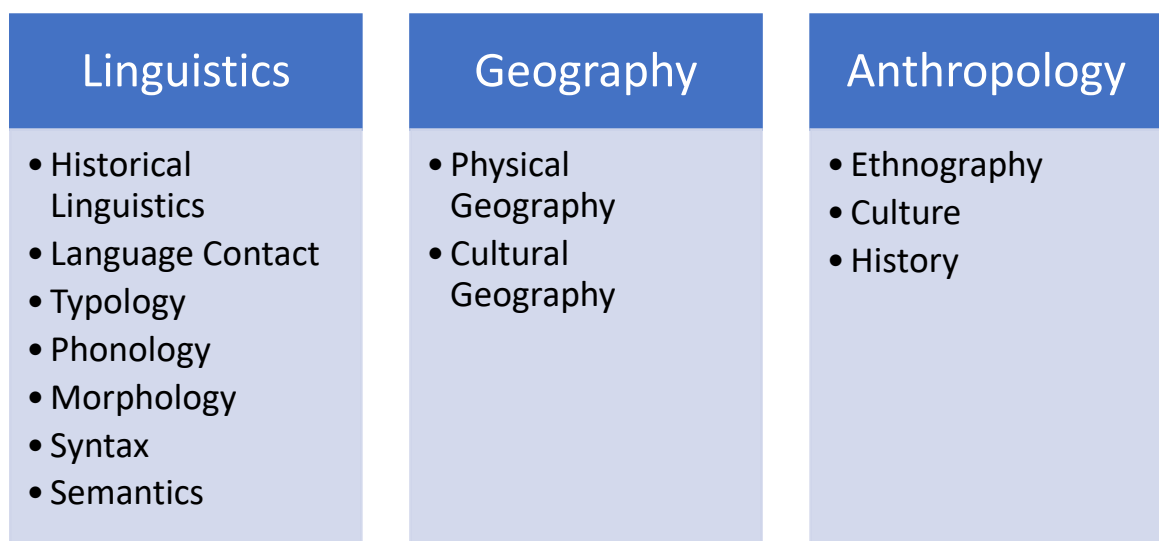 Linguistics
• Historical
Linguistics
• Language Contact
• Typology
• Phonology
• Morphology
• Syntax
• Semantics
Geography
• Physical
Geography
• Cultural
Geography
Anthropology
• Ethnography
• Culture
• History